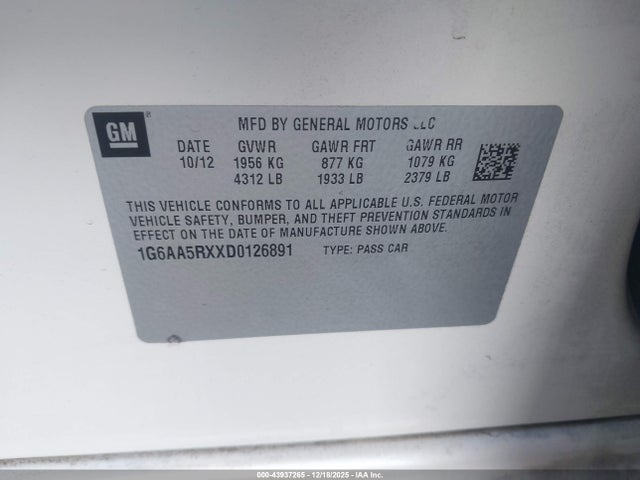 GM ®
MFD BY GENERAL MOTORS LLC
DATE GVWR GAWR FRT GAWR RR
10/12 1956 KG 877 KG 1079 KG
4312 LB 1933 LB 2379 LB
THIS VEHICLE CONFORMS TO ALL APPLICABLE U.S. FEDERAL MOTOR
VEHICLE SAFETY, BUMPER, AND THEFT PREVENTION STANDARDS IN
EFFECT ON THE DATE OF MANUFACTURE SHOWN ABOVE.
1G6AA5RXXD0126891 TYPE: PASS CAR
000-43937265 - 12/18/2025 - IAAI, Inc.